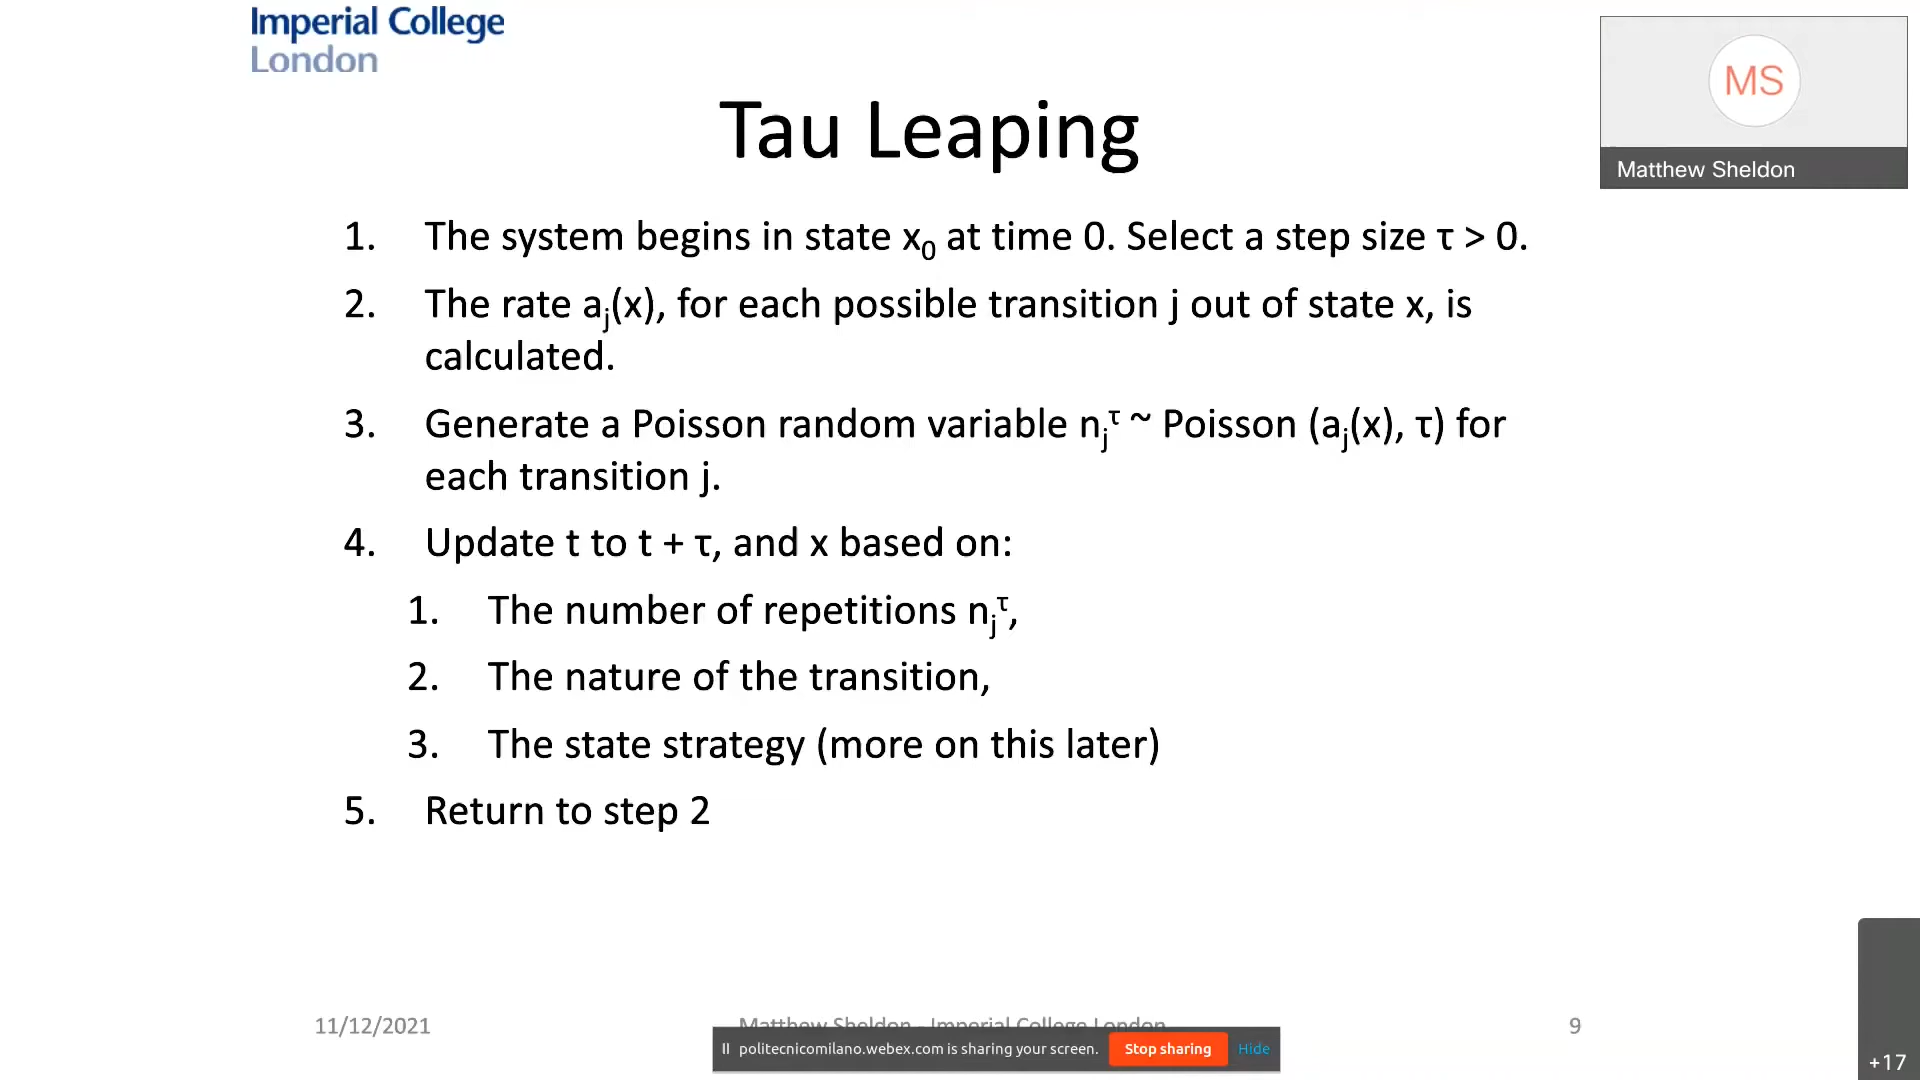 Imperial College
London
MS
Matthew Sheldon
Tau Leaping
1. The system begins in state x₀ at time 0. Select a step size τ > 0.
2. The rate aⱼ(x), for each possible transition j out of state x, is
calculated.
3. Generate a Poisson random variable nⱼ^τ ~ Poisson (aⱼ(x), τ) for
each transition j.
4. Update t to t + τ, and x based on:
1. The number of repetitions nⱼ^τ,
2. The nature of the transition,
3. The state strategy (more on this later)
5. Return to step 2
11/12/2021
Matthew Sheldon - Imperial College London
9
politecnicomilano.webex.com is sharing your screen.
Stop sharing
Hide
+17